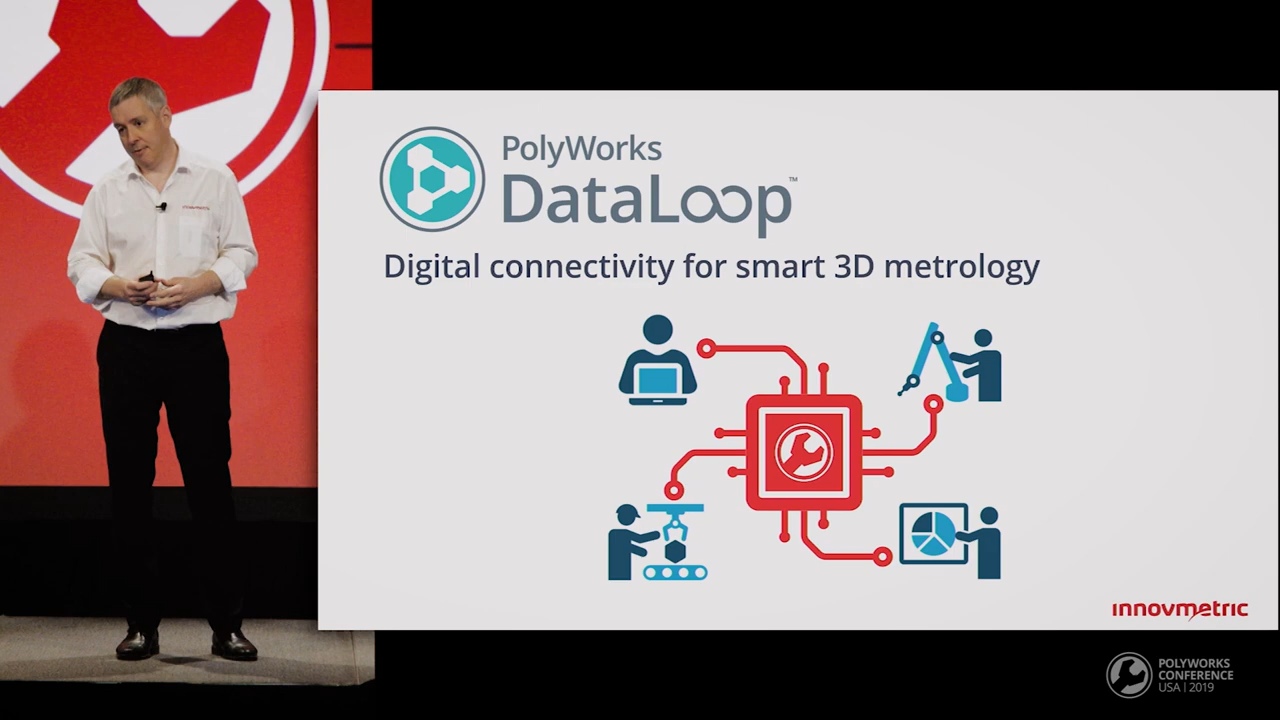 PolyWorks
DataLoop™
Digital connectivity for smart 3D metrology
innovmetric
POLYWORKS
CONFERENCE
USA | 2019